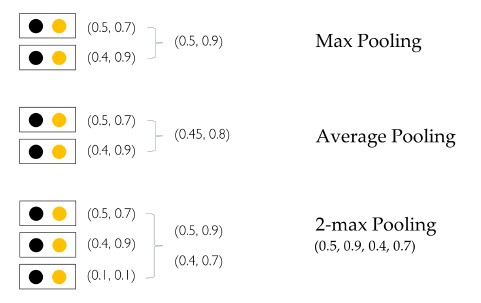 (0.5, 0.7)
(0.4, 0.9)
(0.5, 0.9)
Max Pooling
(0.5, 0.7)
(0.4, 0.9)
(0.45, 0.8)
Average Pooling
(0.5, 0.7)
(0.4, 0.9)
(0.1, 0.1)
(0.5, 0.9)
(0.4, 0.7)
2-max Pooling
(0.5, 0.9, 0.4, 0.7)